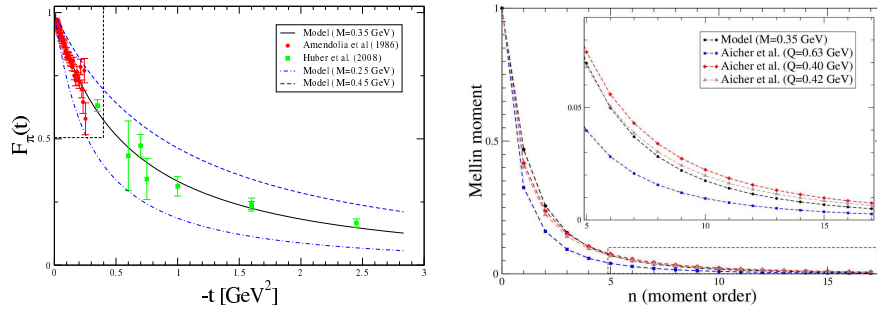 1
0.5
0
F_π(t)
0
0.5
1
1.5
2
2.5
3
-t [GeV²]
Model (M=0.35 GeV)
Amendolia et al (1986)
Huber et al. (2008)
Model (M=0.25 GeV)
Model (M=0.45 GeV)
1
0.5
0
Mellin moment
0
5
10
15
n (moment order)
0.05
0
5
10
15
Model (M=0.35 GeV)
Aicher et al. (Q=0.63 GeV)
Aicher et al. (Q=0.40 GeV)
Aicher et al. (Q=0.42 GeV)